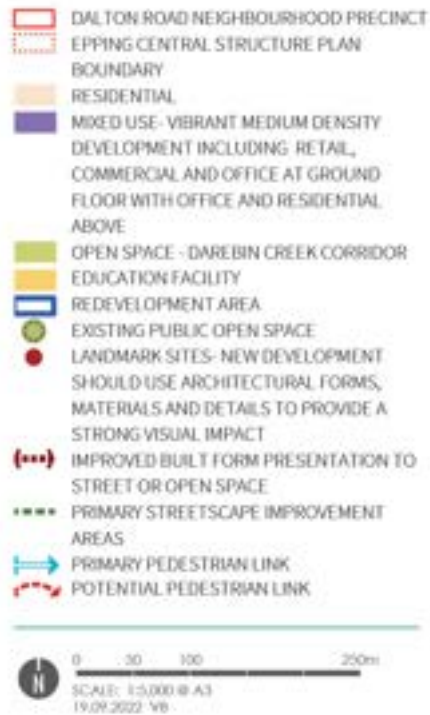 DALTON ROAD NEIGHBOURHOOD PRECINCT
EPPING CENTRAL STRUCTURE PLAN
BOUNDARY
RESIDENTIAL
MIXED USE- VIBRANT MEDIUM DENSITY
DEVELOPMENT INCLUDING RETAIL,
COMMERCIAL AND OFFICE AT GROUND
FLOOR WITH OFFICE AND RESIDENTIAL
ABOVE
OPEN SPACE - DAREBIN CREEK CORRIDOR
EDUCATION FACILITY
REDEVELOPMENT AREA
EXISTING PUBLIC OPEN SPACE
LANDMARK SITES- NEW DEVELOPMENT
SHOULD USE ARCHITECTURAL FORMS,
MATERIALS AND DETAILS TO PROVIDE A
STRONG VISUAL IMPACT
IMPROVED BUILT FORM PRESENTATION TO
STREET OR OPEN SPACE
PRIMARY STREETSCAPE IMPROVEMENT
AREAS
PRIMARY PEDESTRIAN LINK
POTENTIAL PEDESTRIAN LINK
N
0 50 100 250m
SCALE: 1:5,000 @ A3
19.09.2022 V8